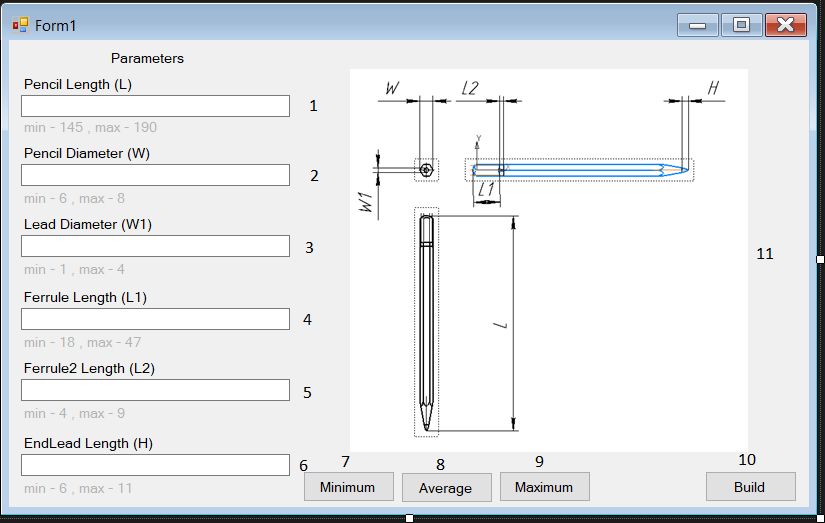 Form1
Parameters
Pencil Length (L)
1
min - 145 , max - 190
Pencil Diameter (W)
2
min - 6 , max - 8
Lead Diameter (W1)
3
min - 1 , max - 4
Ferrule Length (L1)
4
min - 18 , max - 47
Ferrule2 Length (L2)
5
min - 4 , max - 9
EndLead Length (H)
6
min - 6 , max - 11
W
L2
H
Y
X
W1
L1
L
11
7
8
9
10
Minimum
Average
Maximum
Build